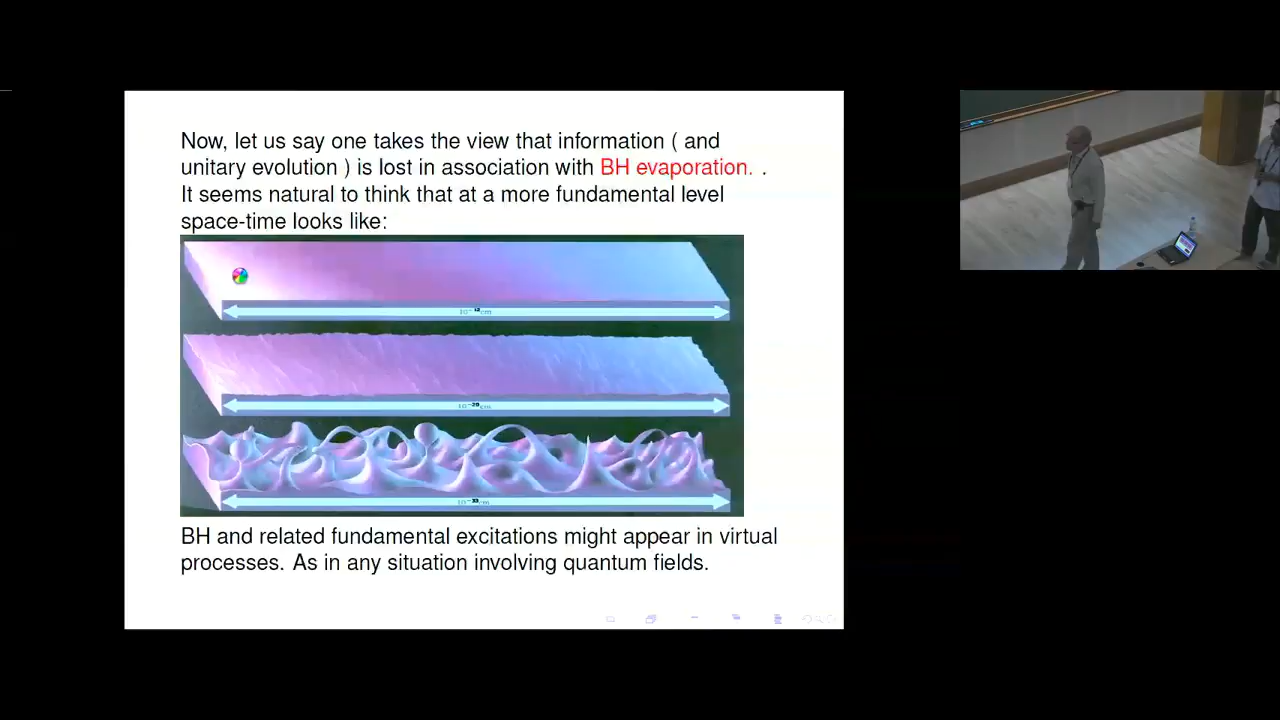 Now, let us say one takes the view that information ( and
unitary evolution ) is lost in association with BH evaporation. .
It seems natural to think that at a more fundamental level
space-time looks like:
BH and related fundamental excitations might appear in virtual
processes. As in any situation involving quantum fields.